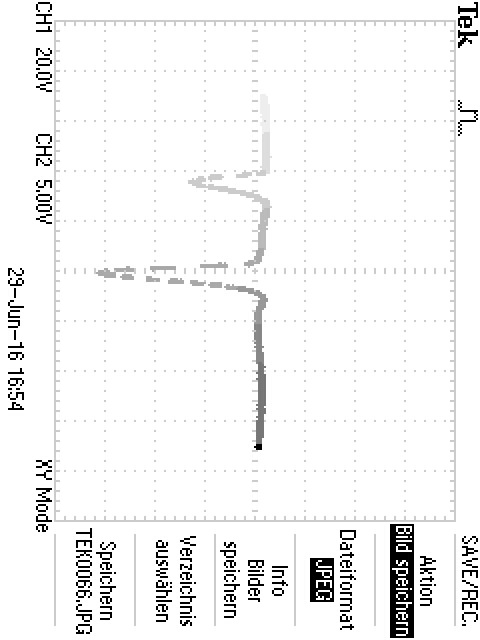 Tek
SAVE/REC.
Aktion
Bild speichern
Dateiformat
JPEG
Info
Bilder
speichern
Verzeichnis
auswählen
Speichern
TEK0066.JPG
CH1 20.0V CH2 5.00V XY Mode
29-Jun-16 16:54